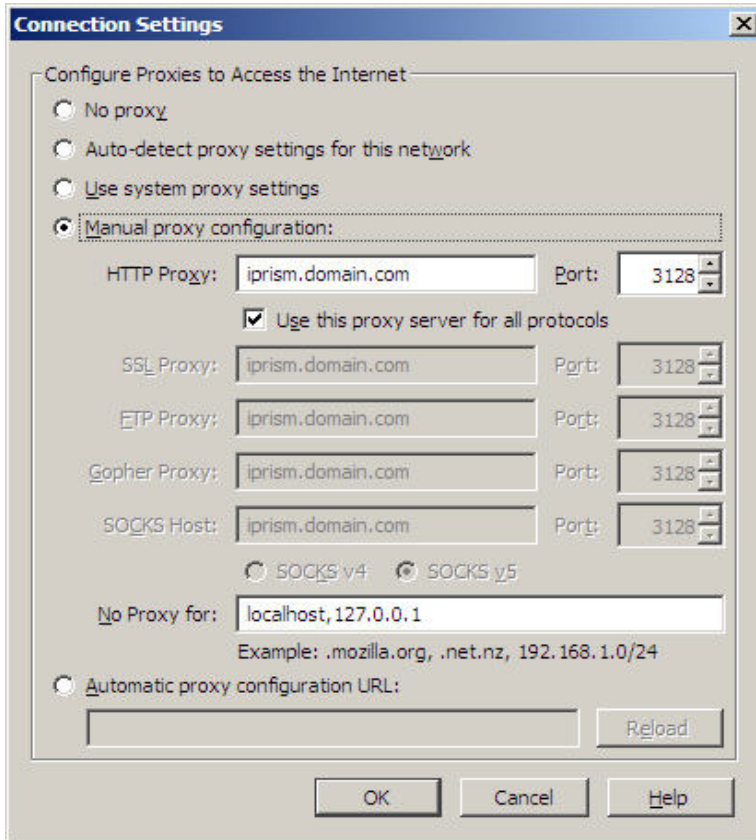 Connection Settings
Configure Proxies to Access the Internet
No proxy
Auto-detect proxy settings for this network
Use system proxy settings
Manual proxy configuration:
HTTP Proxy: iprism.domain.com Port: 3128
Use this proxy server for all protocols
SSL Proxy: iprism.domain.com Port: 3128
FTP Proxy: iprism.domain.com Port: 3128
Gopher Proxy: iprism.domain.com Port: 3128
SOCKS Host: iprism.domain.com Port: 3128
SOCKS v4 SOCKS v5
No Proxy for: localhost,127.0.0.1
Example: .mozilla.org, .net.nz, 192.168.1.0/24
Automatic proxy configuration URL:
Reload
OK Cancel Help